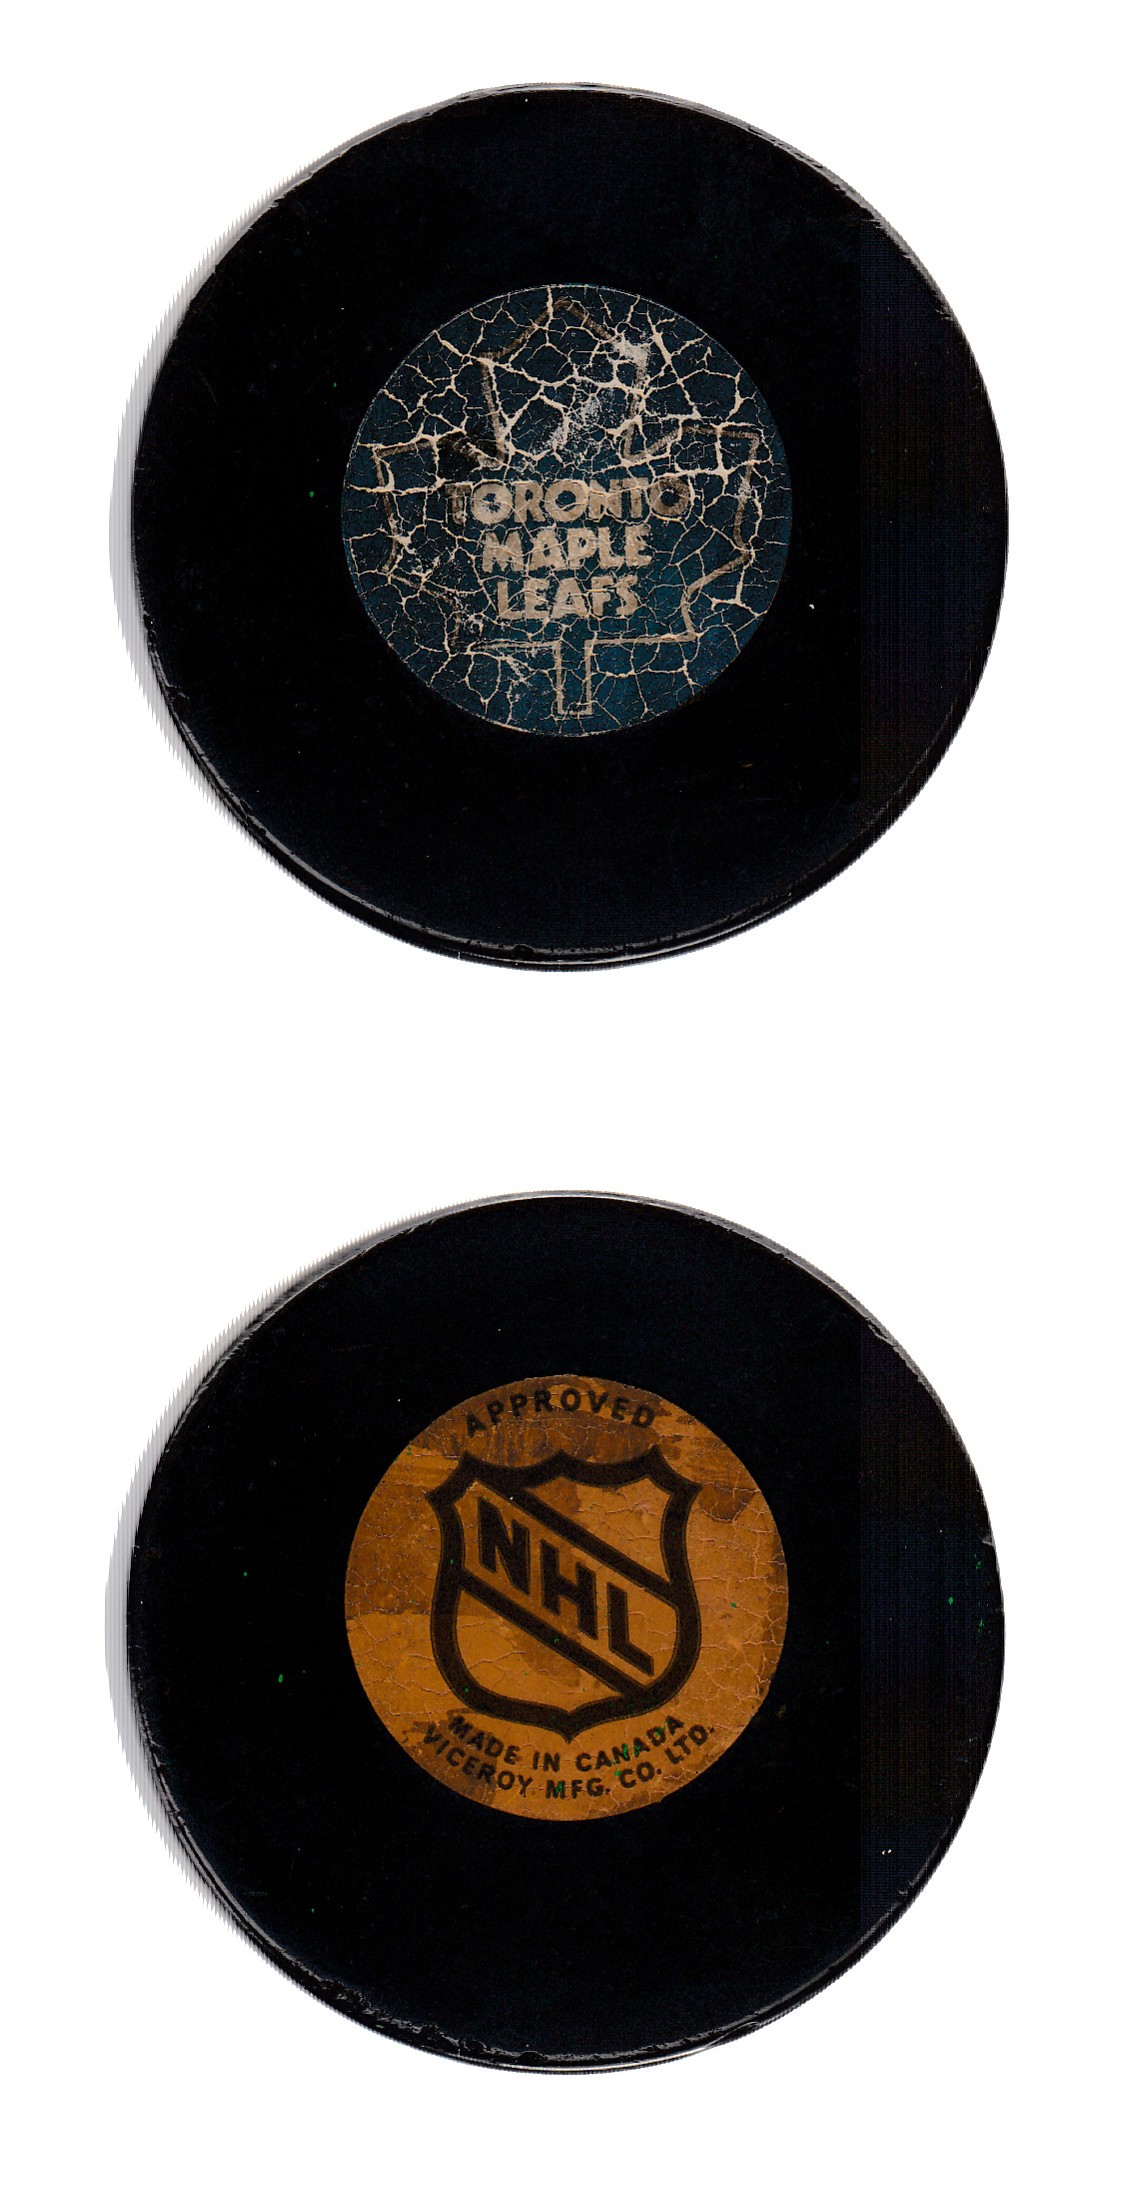 TORONTO
MAPLE
LEAFS
APPROVED
NHL
MADE IN CANADA
VICEROY MFG. CO. LTD.